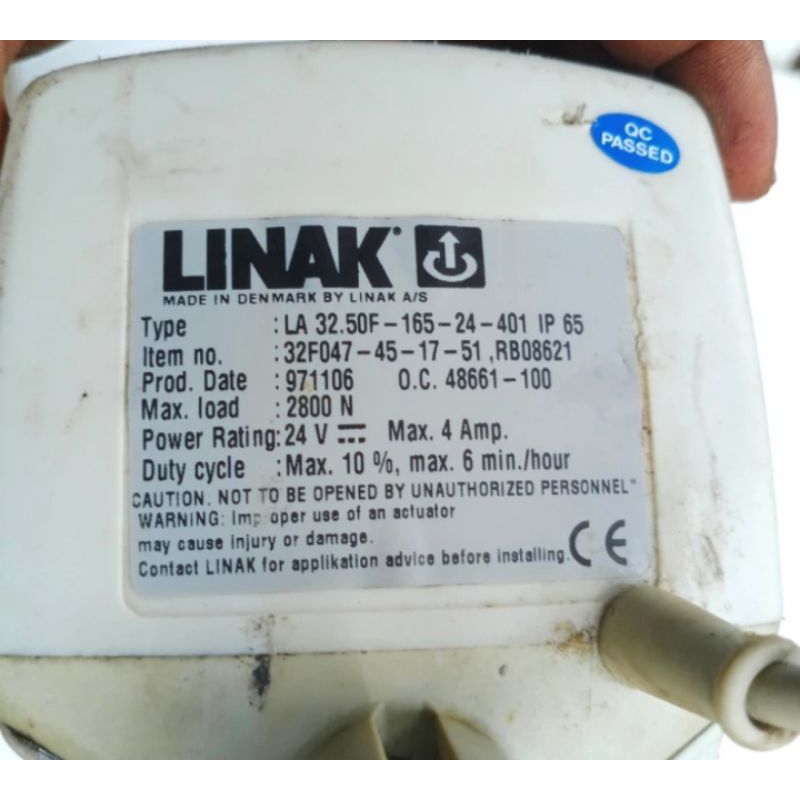 QC
PASSED
LINAK®
MADE IN DENMARK BY LINAK A/S
Type : LA 32.50F-165-24-401 IP 65
Item no. : 32F047-45-17-51 ,RB08621
Prod. Date : 971106 O.C. 48661-100
Max. load : 2800 N
Power Rating: 24 V ⎓ Max. 4 Amp.
Duty cycle : Max. 10 %, max. 6 min./hour
CAUTION. NOT TO BE OPENED BY UNAUTHORIZED PERSONNEL"
WARNING: Improper use of an actuator
may cause injury or damage.
Contact LINAK for applikation advice before installing.
CE